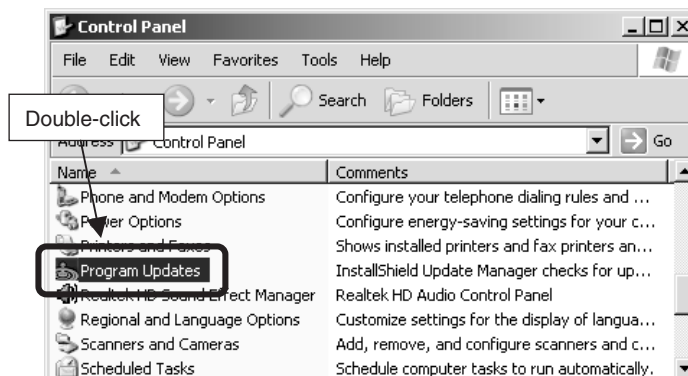 Control Panel
File Edit View Favorites Tools Help
Search Folders
Double-click
Address Control Panel Go
Name Comments
Phone and Modem Options Configure your telephone dialing rules and ...
Power Options Configure energy-saving settings for your c...
Printers and Faxes Shows installed printers and fax printers an...
Program Updates InstallShield Update Manager checks for up...
Realtek HD Sound Effect Manager Realtek HD Audio Control Panel
Regional and Language Options Customize settings for the display of langua...
Scanners and Cameras Add, remove, and configure scanners and c...
Scheduled Tasks Schedule computer tasks to run automatically.